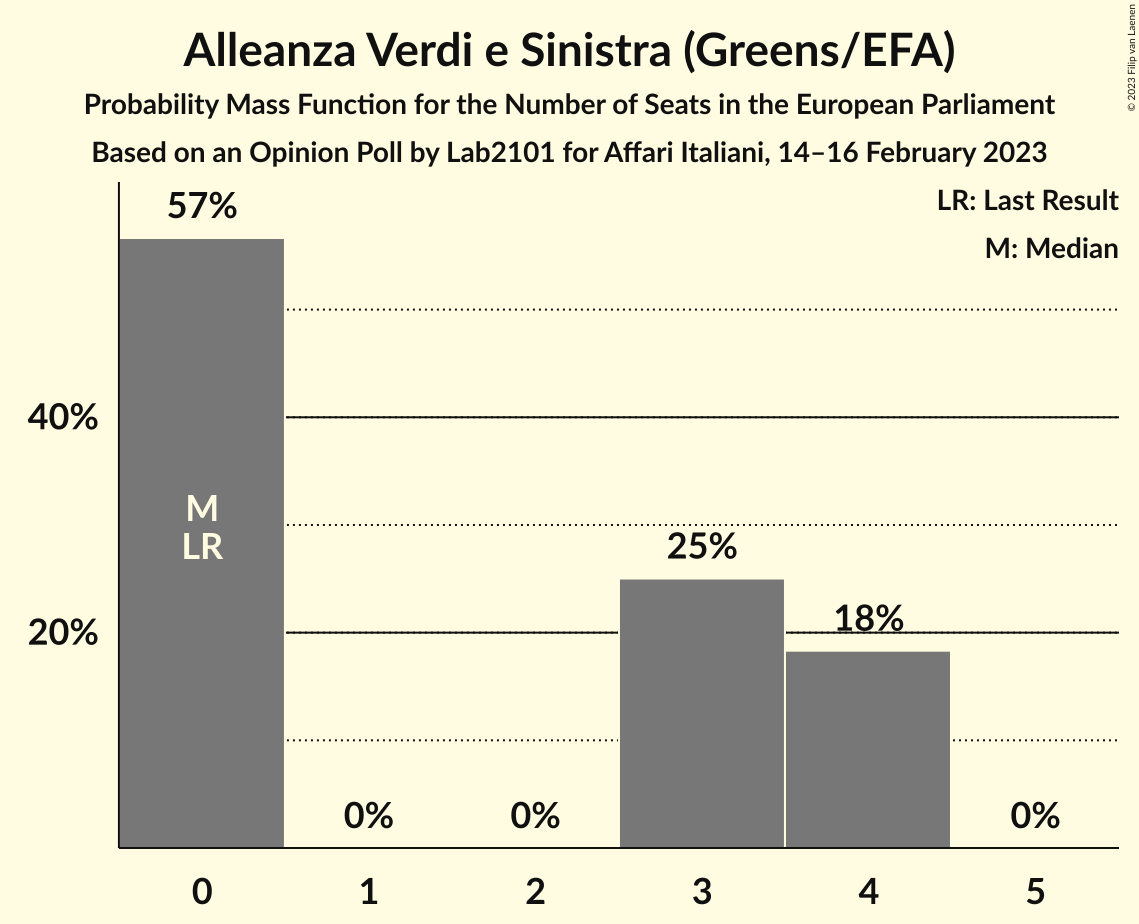 Alleanza Verdi e Sinistra (Greens/EFA)
Probability Mass Function for the Number of Seats in the European Parliament
Based on an Opinion Poll by Lab2101 for Affari Italiani, 14–16 February 2023
© 2023 Filip van Laenen
LR: Last Result
M: Median
57%
40%
M
LR
25%
20%
18%
0%
0%
0%
0
1
2
3
4
5